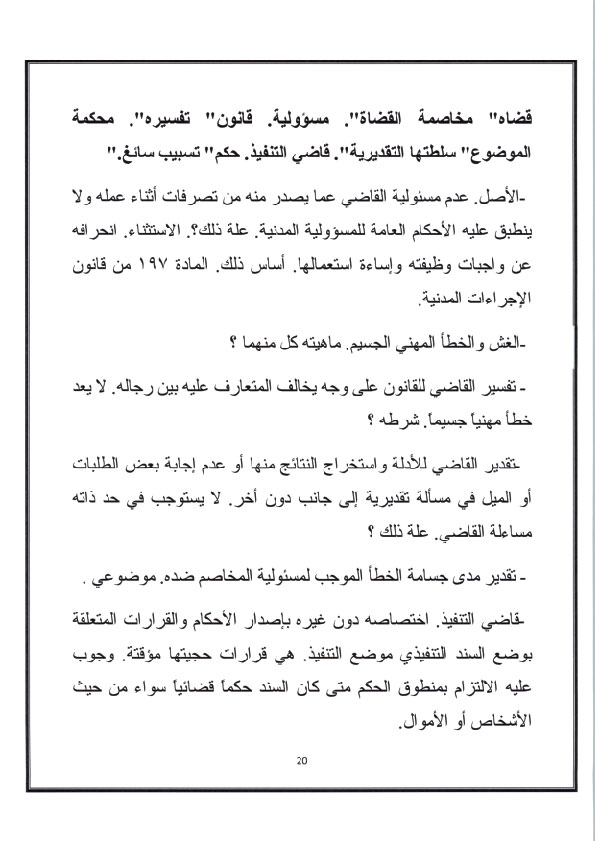 قضاه" مخاصمة القضاة". مسؤولية. قانون" تفسيره". محكمة
الموضوع" سلطتها التقديرية". قاضي التنفيذ. حكم" تسبيب سائغ."
-الأصل. عدم مسئولية القاضي عما يصدر منه من تصرفات أثناء عمله ولا
ينطبق عليه الأحكام العامة للمسؤولية المدنية. علة ذلك؟. الاستثناء. انحرافه
عن واجبات وظيفته وإساءة استعمالها. أساس ذلك. المادة ١٩٧ من قانون
الإجراءات المدنية.
-الغش والخطأ المهني الجسيم. ماهيته كل منهما ؟
- تفسير القاضي للقانون على وجه يخالف المتعارف عليه بين رجاله. لا يعد
خطأ مهنياً جسيماً. شرطه ؟
-تقدير القاضي للأدلة واستخراج النتائج منها أو عدم إجابة بعض الطلبات
أو الميل في مسألة تقديرية إلى جانب دون أخر. لا يستوجب في حد ذاته
مساءلة القاضي. علة ذلك ؟
- تقدير مدى جسامة الخطأ الموجب لمسئولية المخاصم ضده. موضوعي .
-قاضي التنفيذ. اختصاصه دون غيره بإصدار الأحكام والقرارات المتعلقة
بوضع السند التنفيذي موضع التنفيذ. هي قرارات حجيتها مؤقتة. وجوب
عليه الالتزام بمنطوق الحكم متى كان السند حكماً قضائياً سواء من حيث
الأشخاص أو الأموال.
20